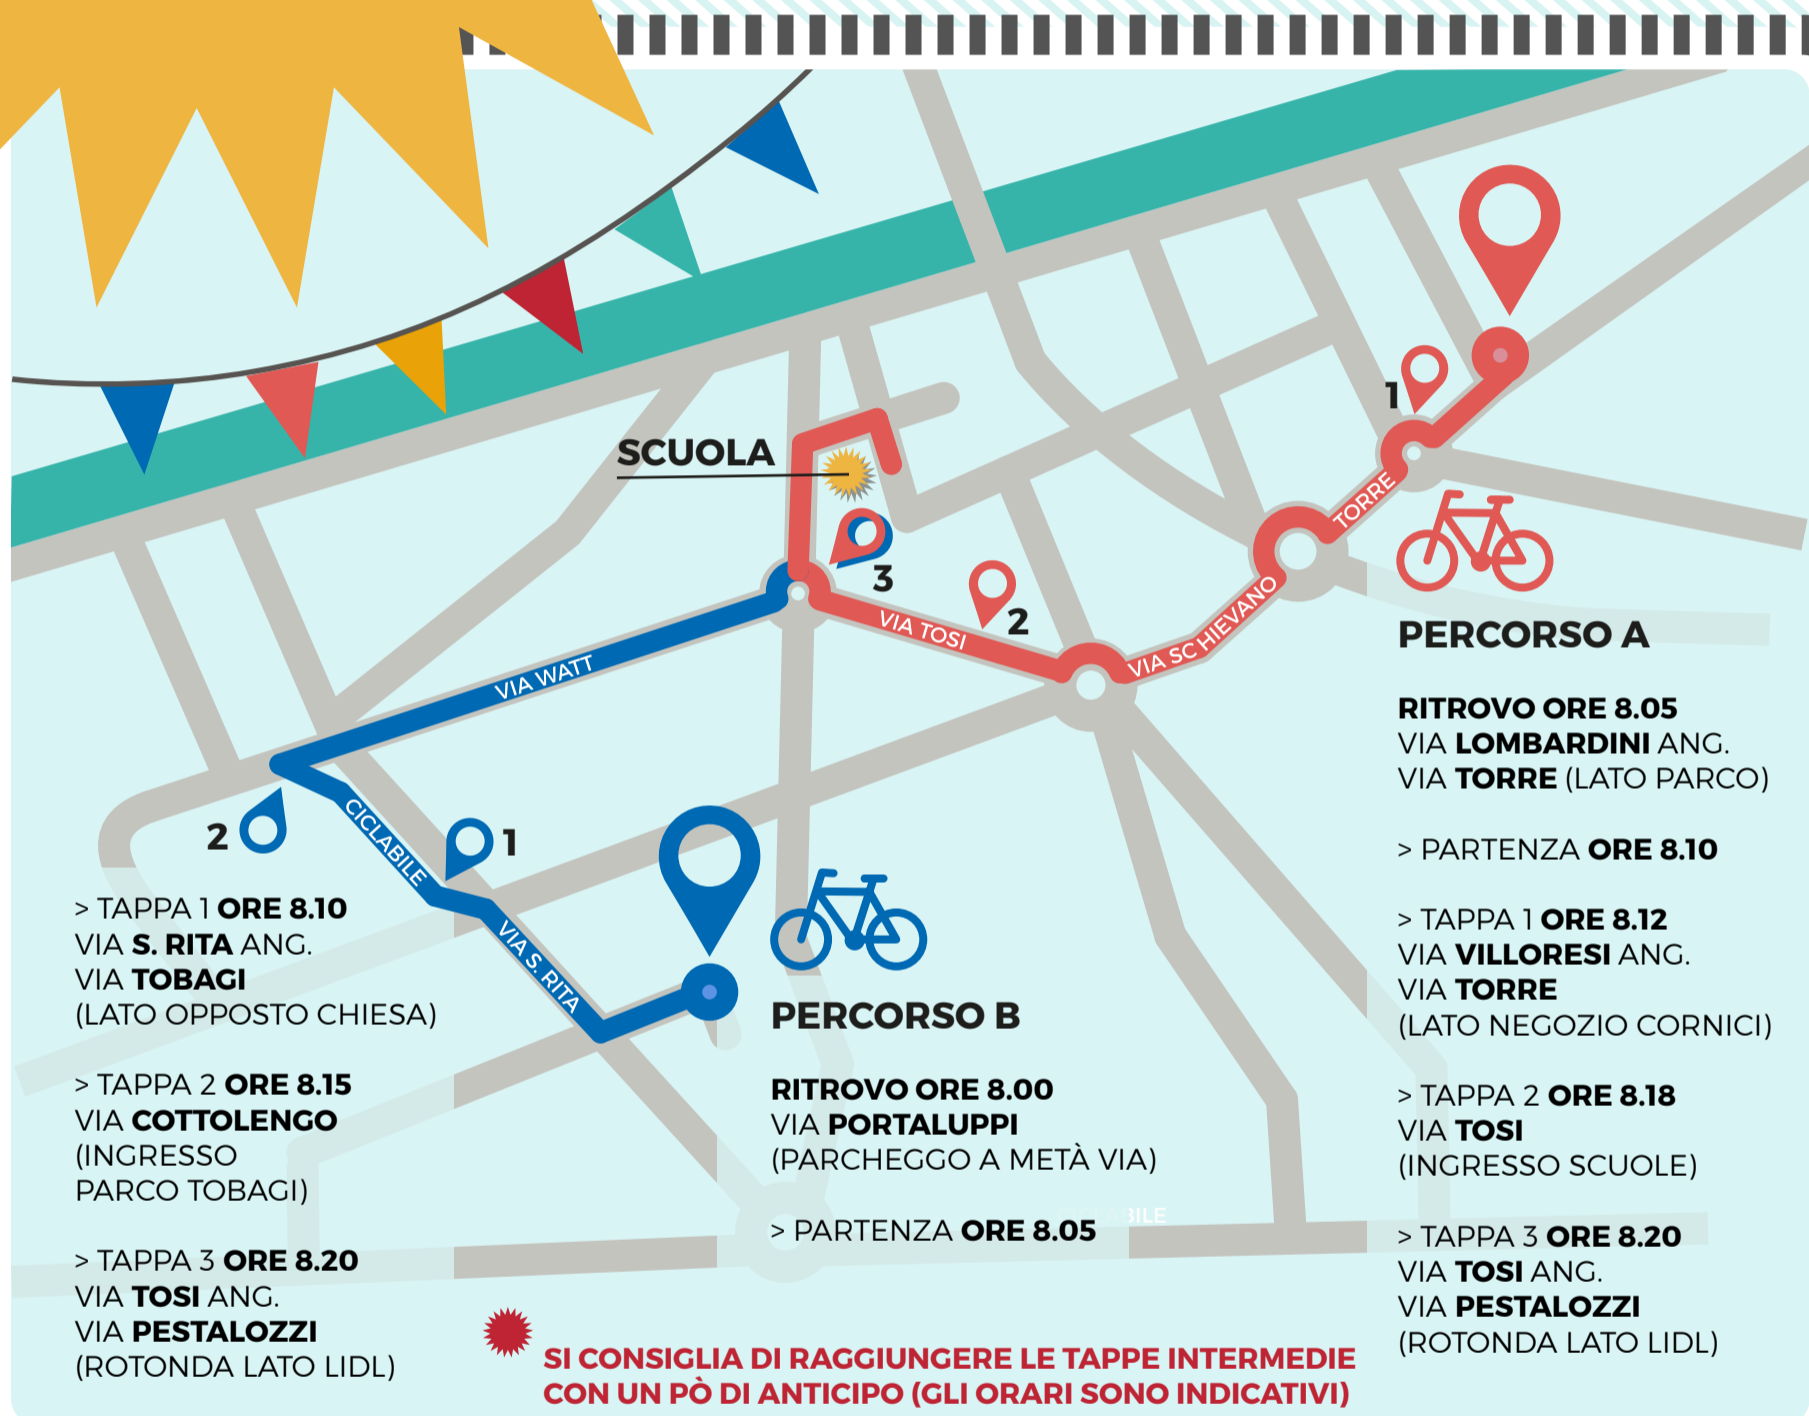 SCUOLA
1
TORRE
3
2
VIA TOSI
VIA SCHIEVANO
VIA WATT
2
CICLABILE
1
VIA S. RITA
> TAPPA 1 ORE 8.10
VIA S. RITA ANG.
VIA TOBAGI
(LATO OPPOSTO CHIESA)
> TAPPA 2 ORE 8.15
VIA COTTOLENGO
(INGRESSO
PARCO TOBAGI)
> TAPPA 3 ORE 8.20
VIA TOSI ANG.
VIA PESTALOZZI
(ROTONDA LATO LIDL)
PERCORSO B
RITROVO ORE 8.00
VIA PORTALUPPI
(PARCHEGGO A METÀ VIA)
> PARTENZA ORE 8.05
PERCORSO A
RITROVO ORE 8.05
VIA LOMBARDINI ANG.
VIA TORRE (LATO PARCO)
> PARTENZA ORE 8.10
> TAPPA 1 ORE 8.12
VIA VILLORESI ANG.
VIA TORRE
(LATO NEGOZIO CORNICI)
> TAPPA 2 ORE 8.18
VIA TOSI
(INGRESSO SCUOLE)
> TAPPA 3 ORE 8.20
VIA TOSI ANG.
VIA PESTALOZZI
(ROTONDA LATO LIDL)
SI CONSIGLIA DI RAGGIUNGERE LE TAPPE INTERMEDIE
CON UN PÒ DI ANTICIPO (GLI ORARI SONO INDICATIVI)